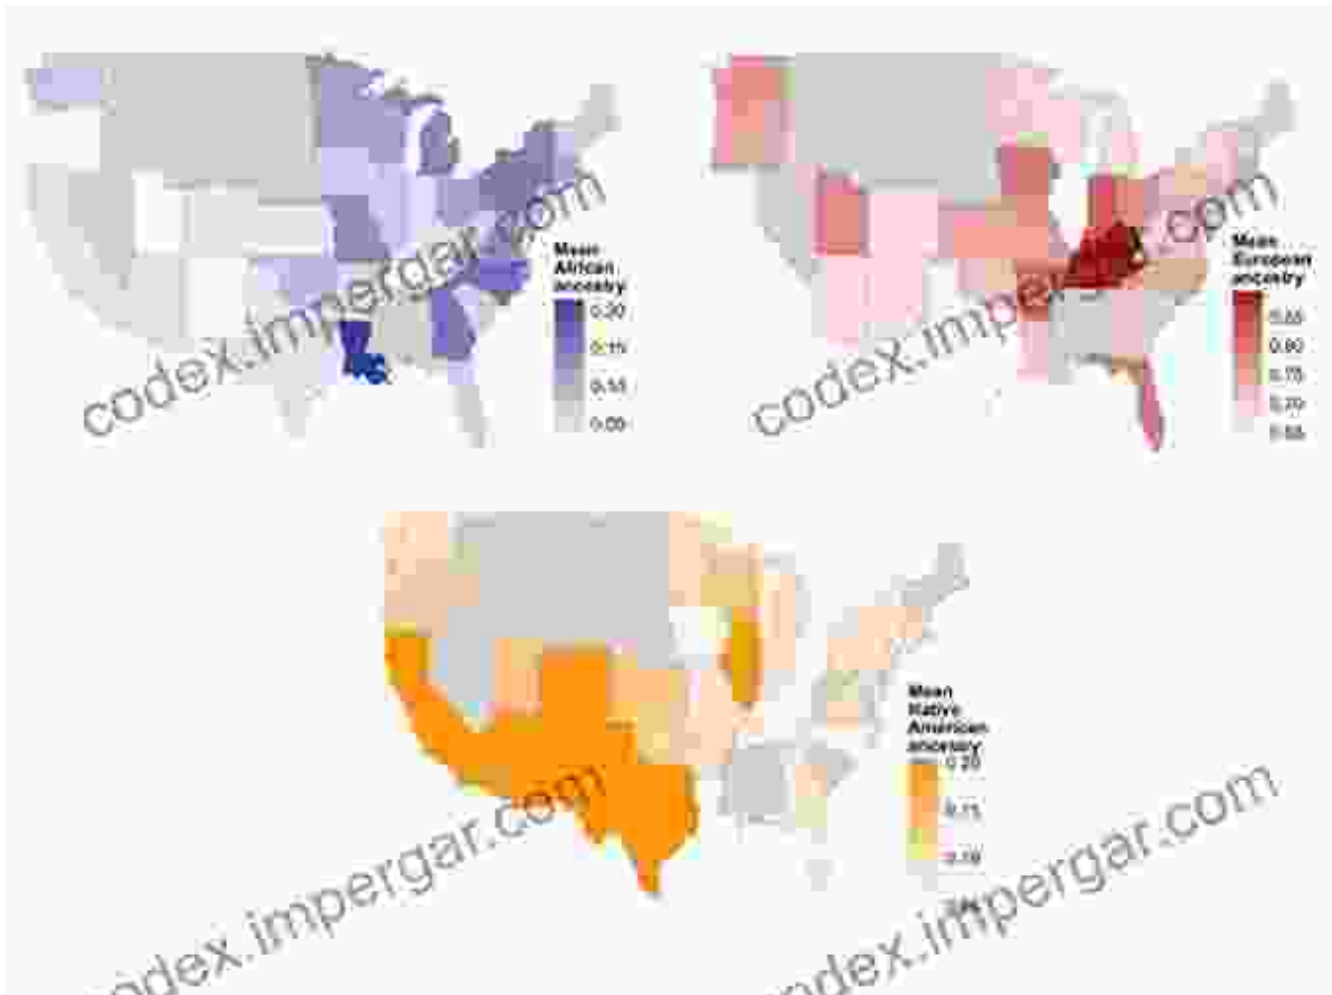 Mean
African
ancestry
0.20
0.15
Mean
European
ancestry
0.80
0.75
0.70
Mean
Native
American
ancestry
0.20
0.15
0.10
codex.impergar.com
codex.impergar.com
codex.impergar.com
codex.impergar.com